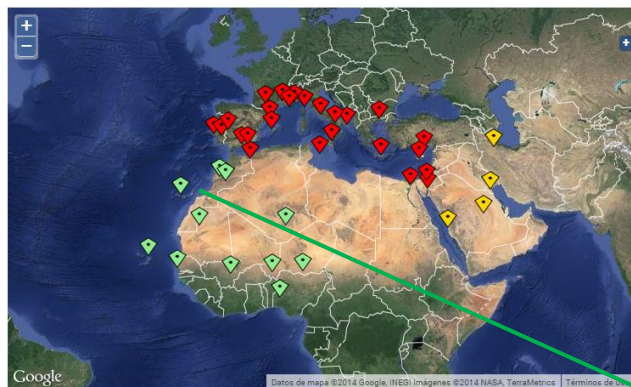 +
−
+
Google
Datos de mapa ©2014 Google, INEGI Imágenes ©2014 NASA, TerraMetrics
Términos de